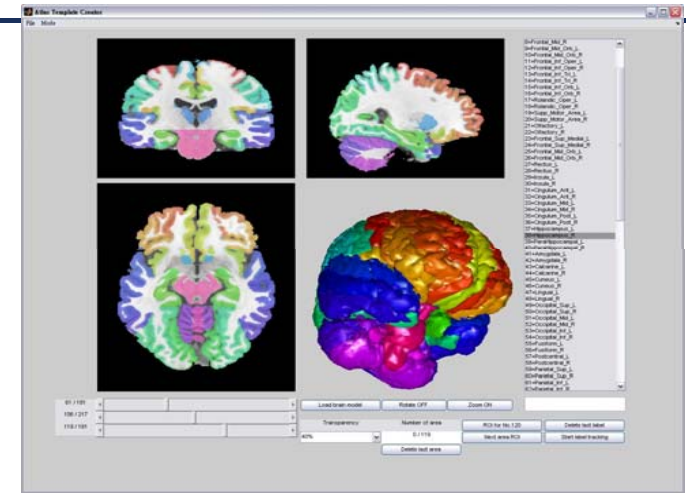 Atlas Template Creator
File Mode
9=Frontal_Mid_R
9=Frontal_Mid_Orb_L
10=Frontal_Mid_Orb_R
11=Frontal_Inf_Oper_L
12=Frontal_Inf_Oper_R
13=Frontal_Inf_Tri_L
14=Frontal_Inf_Tri_R
15=Frontal_Inf_Orb_L
16=Frontal_Inf_Orb_R
17=Rolandic_Oper_L
18=Rolandic_Oper_R
19=Supp_Motor_Area_L
20=Supp_Motor_Area_R
21=Olfactory_L
22=Olfactory_R
23=Frontal_Sup_Medial_L
24=Frontal_Sup_Medial_R
25=Frontal_Mid_Orb_L
26=Frontal_Mid_Orb_R
27=Rectus_L
28=Rectus_R
29=Insula_L
30=Insula_R
31=Cingulum_Ant_L
32=Cingulum_Ant_R
33=Cingulum_Mid_L
34=Cingulum_Mid_R
35=Cingulum_Post_L
36=Cingulum_Post_R
37=Hippocampus_L
38=Hippocampus_R
39=ParaHippocampal_L
40=ParaHippocampal_R
41=Amygdala_L
42=Amygdala_R
43=Calcarine_L
44=Calcarine_R
45=Cuneus_L
46=Cuneus_R
47=Lingual_L
48=Lingual_R
49=Occipital_Sup_L
50=Occipital_Sup_R
51=Occipital_Mid_L
52=Occipital_Mid_R
53=Occipital_Inf_L
54=Occipital_Inf_R
55=Fusiform_L
56=Fusiform_R
57=Postcentral_L
58=Postcentral_R
59=Parietal_Sup_L
60=Parietal_Sup_R
61=Parietal_Inf_L
62=Parietal_Inf_R
81 / 181
106 / 217
110 / 181
Load brain model
Rotate OFF
Zoom ON
Transparency
40%
Number of area
0 / 116
Delete last area
ROI for No.120
Next area ROI
Delete last label
Start label tracking